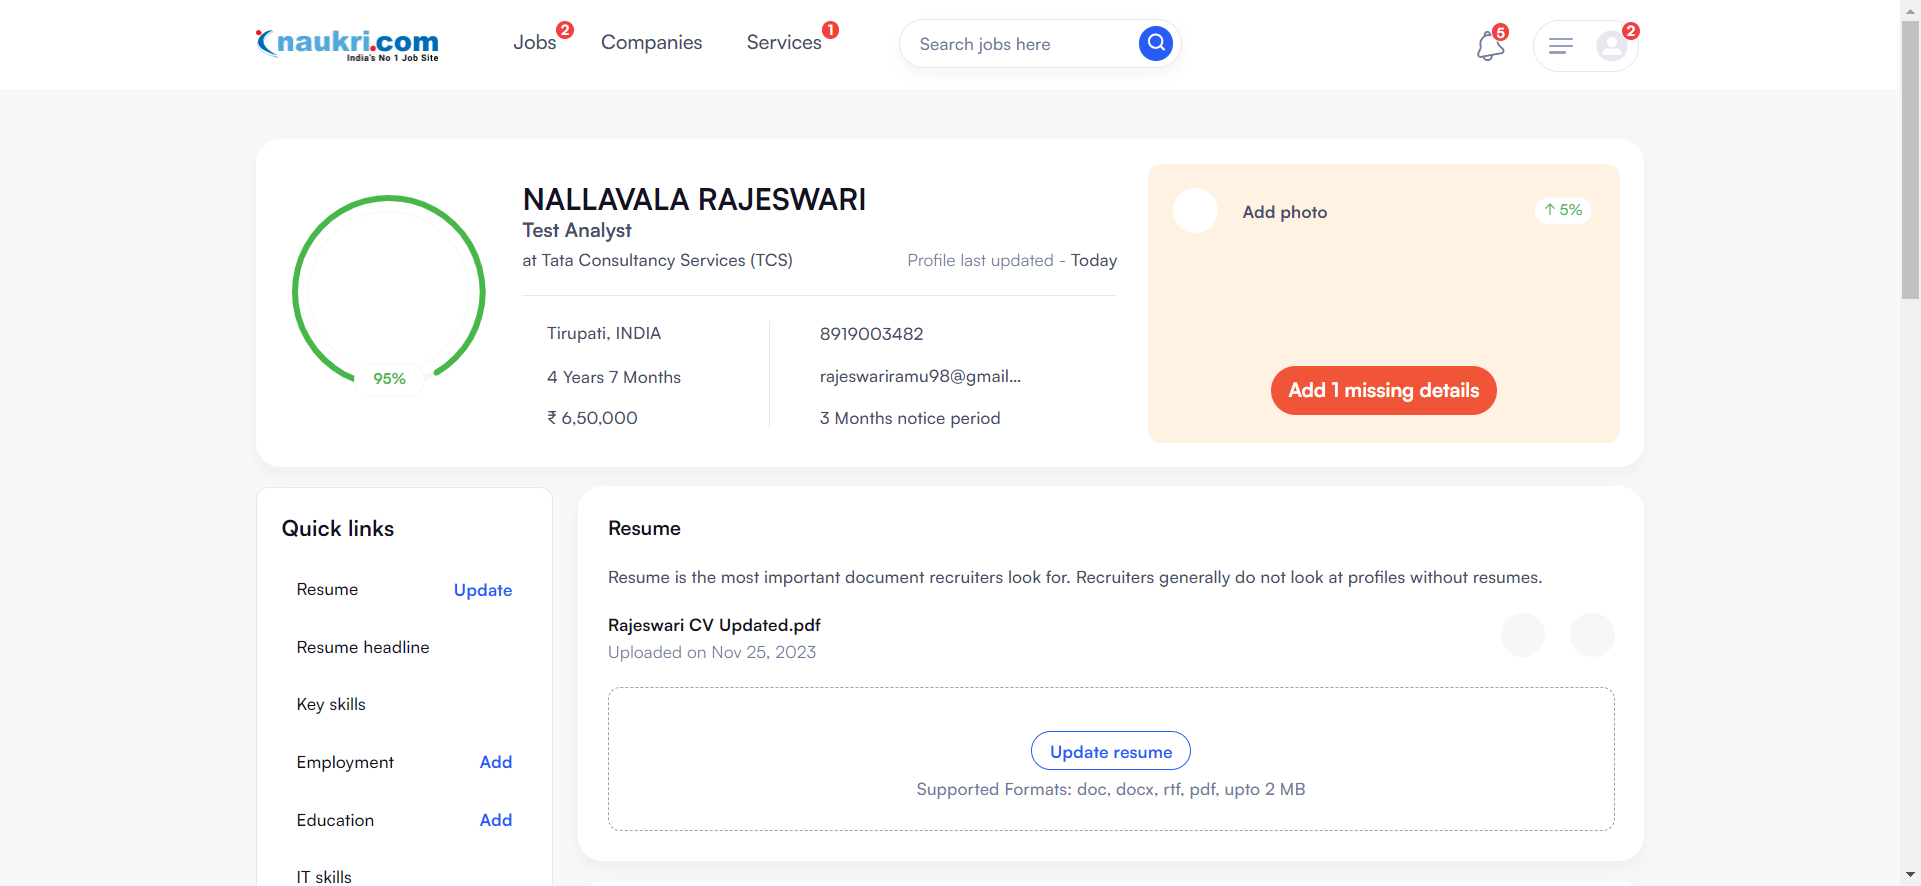 naukri.com
India's No 1 Job Site
Jobs 2
Companies
Services 1
Search jobs here
5
2
NALLAVALA RAJESWARI
Test Analyst
at Tata Consultancy Services (TCS)
Profile last updated - Today
Tirupati, INDIA
4 Years 7 Months
₹ 6,50,000
8919003482
rajeswariramu98@gmail...
3 Months notice period
95%
Add photo
↑ 5%
Add 1 missing details
Quick links
Resume Update
Resume headline
Key skills
Employment Add
Education Add
IT skills
Resume
Resume is the most important document recruiters look for. Recruiters generally do not look at profiles without resumes.
Rajeswari CV Updated.pdf
Uploaded on Nov 25, 2023
Update resume
Supported Formats: doc, docx, rtf, pdf, upto 2 MB